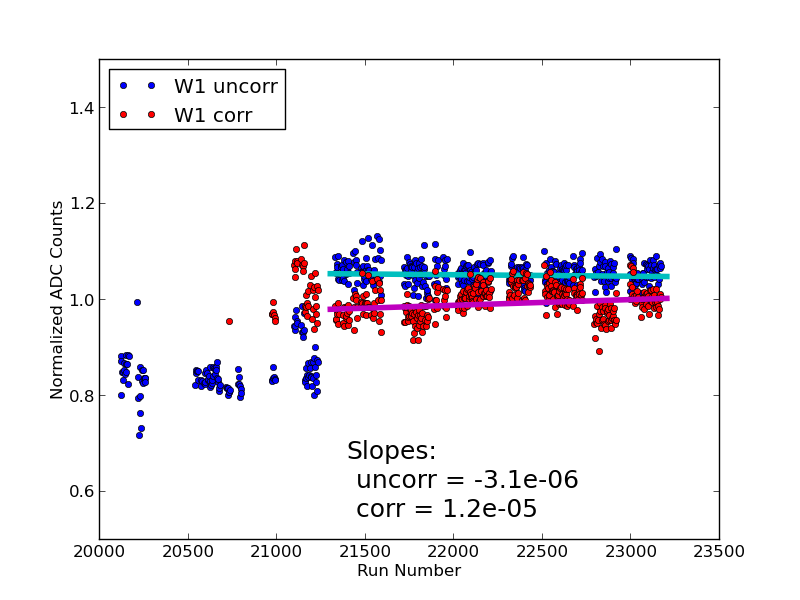 W1 uncorr
W1 corr
1.4
1.2
1.0
0.8
0.6
Normalized ADC Counts
Slopes:
uncorr = -3.1e-06
corr = 1.2e-05
20000 20500 21000 21500 22000 22500 23000 23500
Run Number